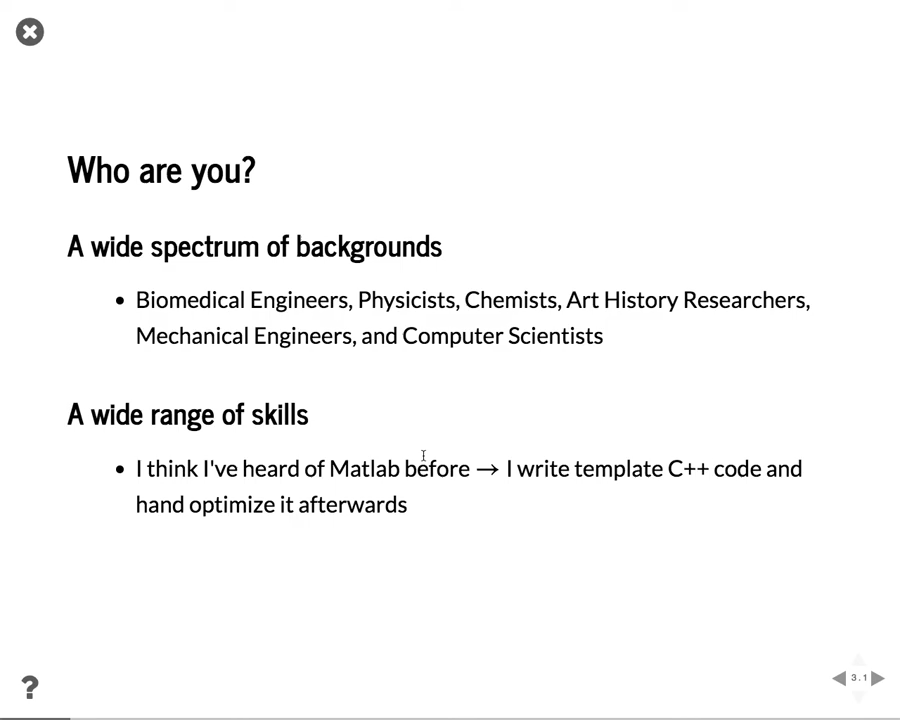 Who are you?
A wide spectrum of backgrounds
• Biomedical Engineers, Physicists, Chemists, Art History Researchers,
Mechanical Engineers, and Computer Scientists
A wide range of skills
• I think I've heard of Matlab before → I write template C++ code and
hand optimize it afterwards
?
3.1